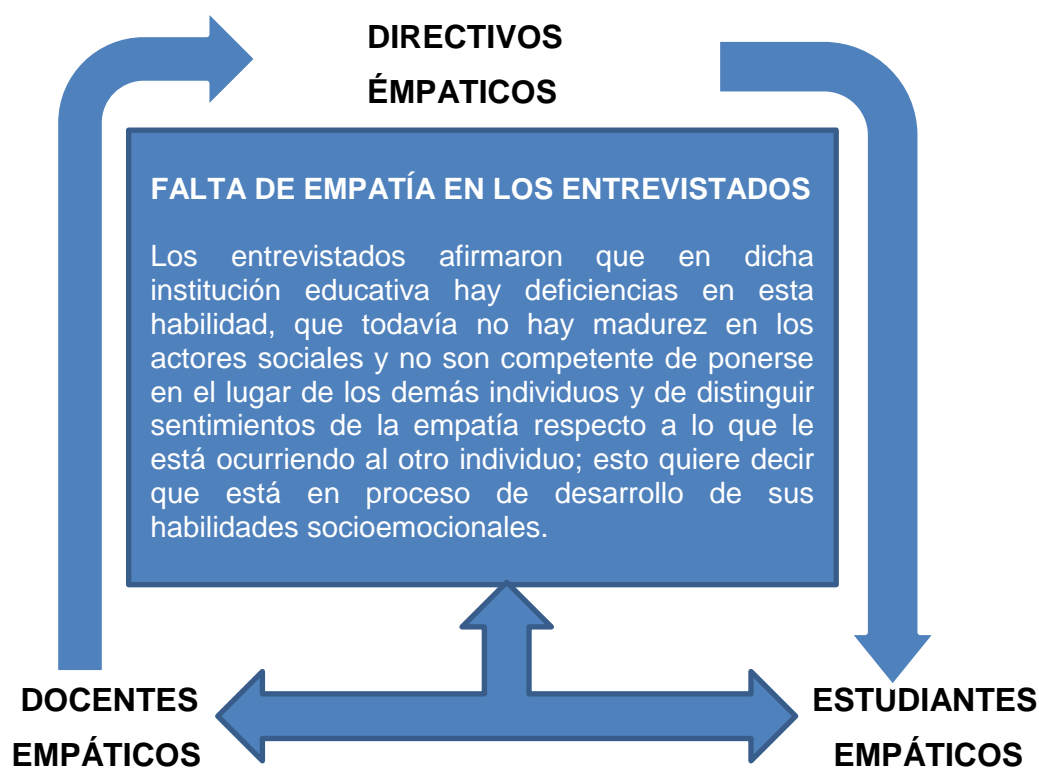 DIRECTIVOS
ÉMPATICOS
FALTA DE EMPATÍA EN LOS ENTREVISTADOS
Los entrevistados afirmaron que en dicha
institución educativa hay deficiencias en esta
habilidad, que todavía no hay madurez en los
actores sociales y no son competente de ponerse
en el lugar de los demás individuos y de distinguir
sentimientos de la empatía respecto a lo que le
está ocurriendo al otro individuo; esto quiere decir
que está en proceso de desarrollo de sus
habilidades socioemocionales.
DOCENTES
EMPÁTICOS
ESTUDIANTES
EMPÁTICOS